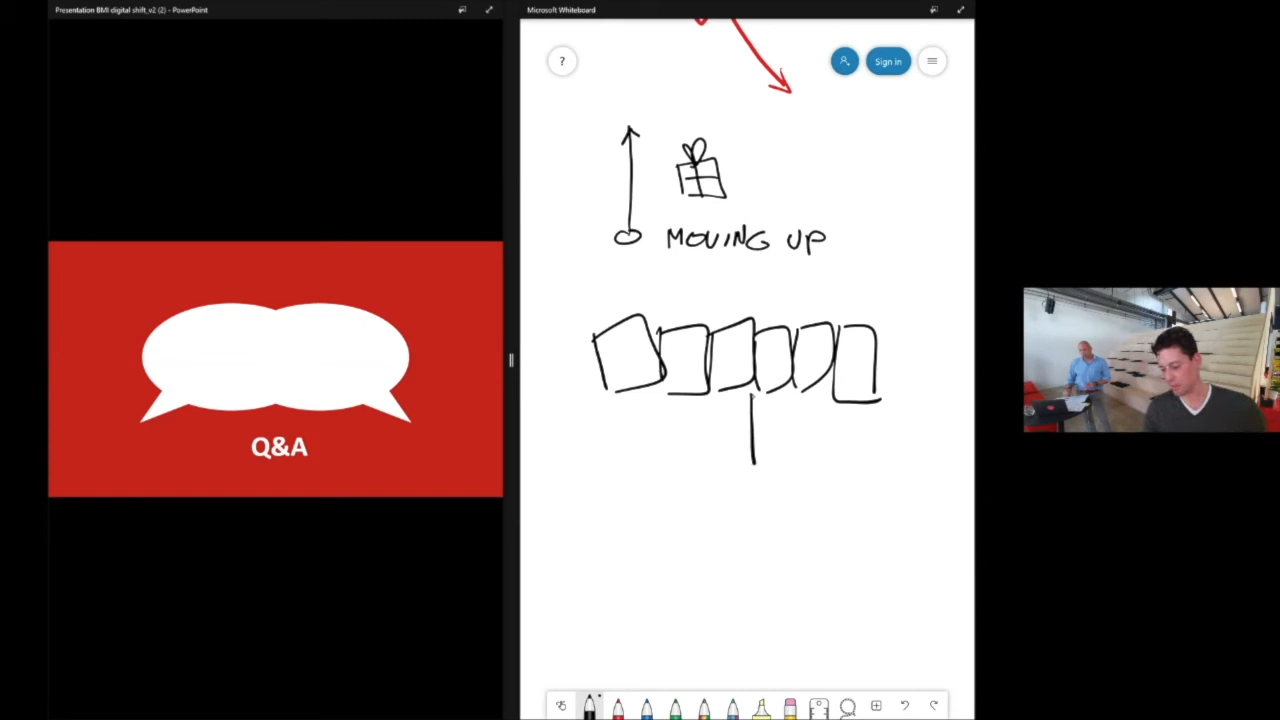 Presentation BMI digital shift_v2 (2) - PowerPoint
Microsoft Whiteboard
?
Sign in
MOVING UP
Q&A